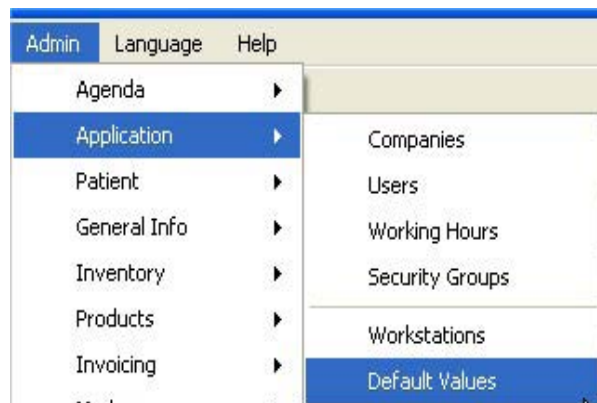 Admin Language Help
Agenda
Application
Patient
General Info
Inventory
Products
Invoicing
Companies
Users
Working Hours
Security Groups
Workstations
Default Values